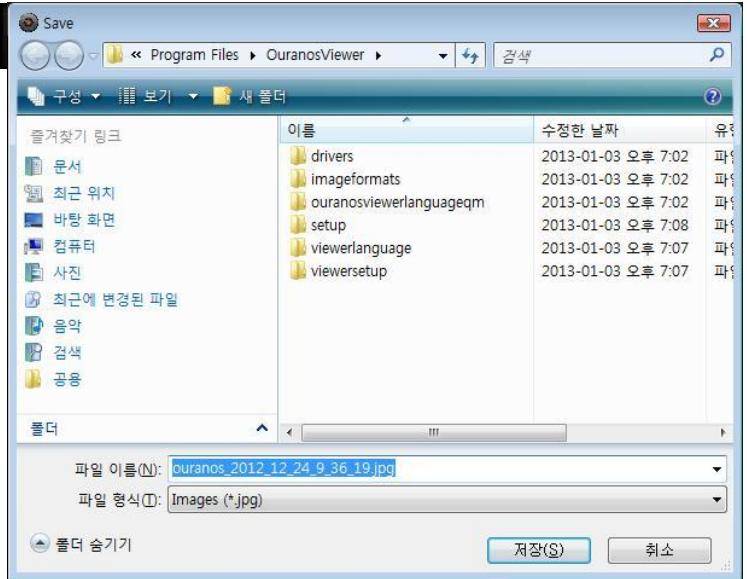 Save
« Program Files ▸ OuranosViewer ▸ 검색
구성 보기 새 폴더
즐겨찾기 링크
문서
최근 위치
바탕 화면
컴퓨터
사진
최근에 변경된 파일
음악
검색
공용
폴더
이름 수정한 날짜
drivers 2013-01-03 오후 7:02
imageformats 2013-01-03 오후 7:02
ouranosviewerlanguageqm 2013-01-03 오후 7:02
setup 2013-01-03 오후 7:08
viewerlanguage 2013-01-03 오후 7:07
viewersetup 2013-01-03 오후 7:07
파일 이름(N): ouranos_2012_12_24_9_36_19.jpg
파일 형식(T): Images (*.jpg)
폴더 숨기기 저장(S) 취소